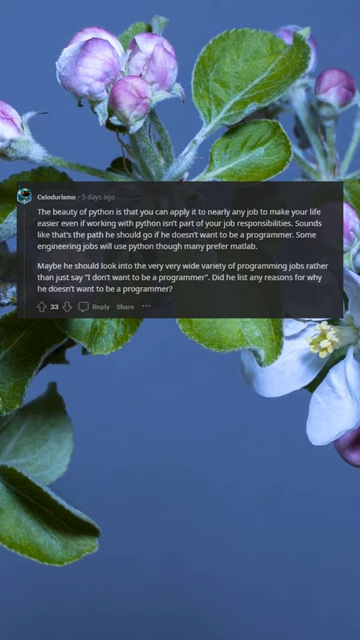 Celodurismo · 5 days ago
The beauty of python is that you can apply it to nearly any job to make your life
easier even if working with python isn't part of your job responsibilities. Sounds
like that's the path he should go if he doesn't want to be a programmer. Some
engineering jobs will use python though many prefer matlab.
Maybe he should look into the very very wide variety of programming jobs rather
than just say "I don't want to be a programmer". Did he list any reasons for why
he doesn't want to be a programmer?
33 Reply Share ···